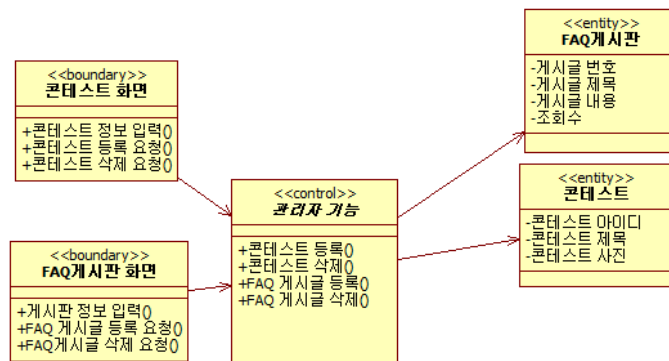 <<boundary>>
콘테스트 화면
+콘테스트 정보 입력()
+콘테스트 등록 요청()
+콘테스트 삭제 요청()
<<boundary>>
FAQ게시판 화면
+게시판 정보 입력()
+FAQ 게시글 등록 요청()
+FAQ게시글 삭제 요청()
<<control>>
관리자 기능
+콘테스트 등록()
+콘테스트 삭제()
+FAQ 게시글 등록()
+FAQ 게시글 삭제()
<<entity>>
FAQ게시판
-게시글 번호
-게시글 제목
-게시글 내용
-조회수
<<entity>>
콘테스트
-콘테스트 아이디
-콘테스트 제목
-콘테스트 사진